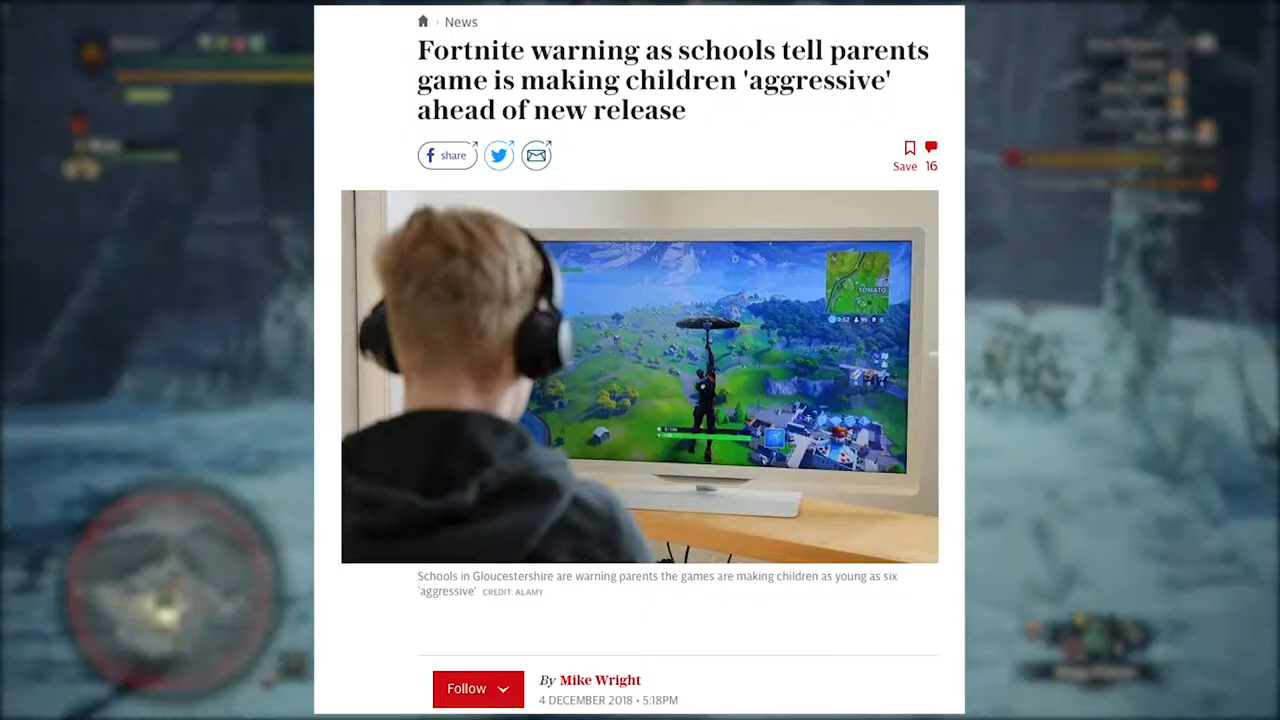 News
Fortnite warning as schools tell parents
game is making children 'aggressive'
ahead of new release
share
Save 16
N
TOMATO
Schools in Gloucestershire are warning parents the games are making children as young as six
'aggressive' CREDIT: ALAMY
Follow
By Mike Wright
4 DECEMBER 2018 • 5:18PM